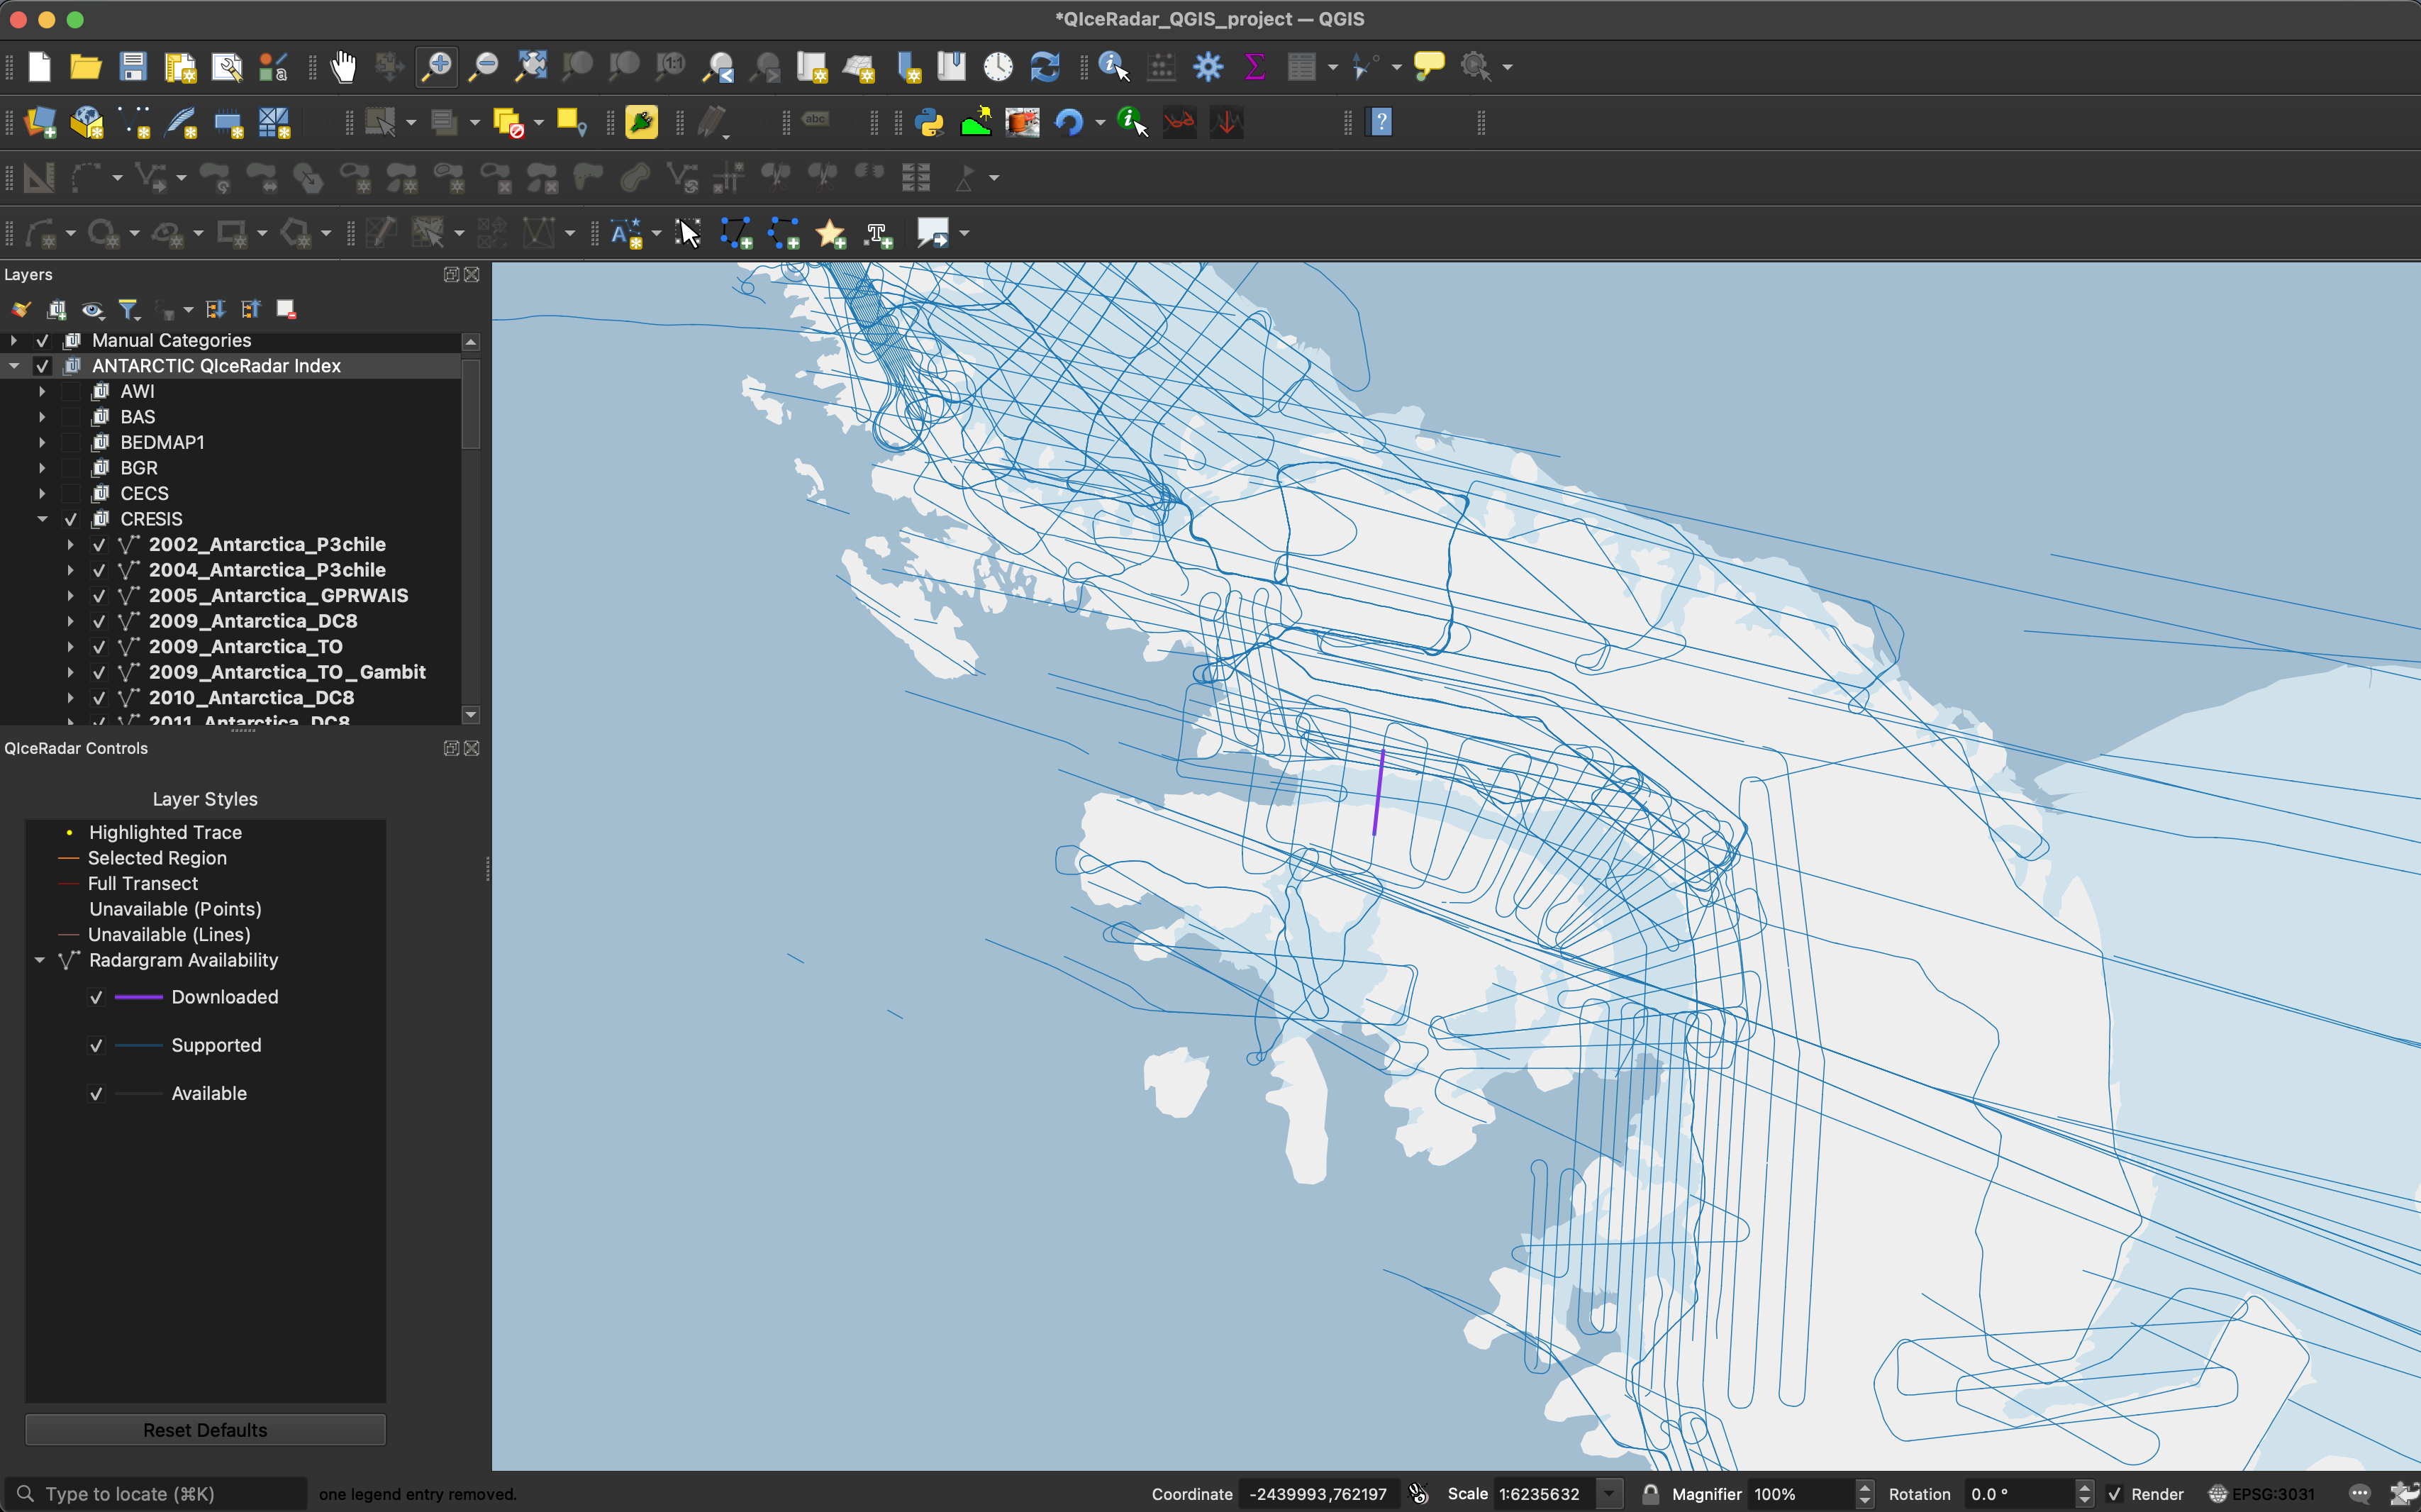 *QIceRadar_QGIS_project — QGIS
Layers
Manual Categories
ANTARCTIC QIceRadar Index
AWI
BAS
BEDMAP1
BGR
CECS
CRESIS
2002_Antarctica_P3chile
2004_Antarctica_P3chile
2005_Antarctica_GPRWAIS
2009_Antarctica_DC8
2009_Antarctica_TO
2009_Antarctica_TO_Gambit
2010_Antarctica_DC8
2011_Antarctica_DC8
QIceRadar Controls
Layer Styles
Highlighted Trace
Selected Region
Full Transect
Unavailable (Points)
Unavailable (Lines)
Radargram Availability
Downloaded
Supported
Available
Reset Defaults
Type to locate (⌘K) one legend entry removed. Coordinate -2439993,762197 Scale 1:6235632 Magnifier 100% Rotation 0.0 ° Render EPSG:3031